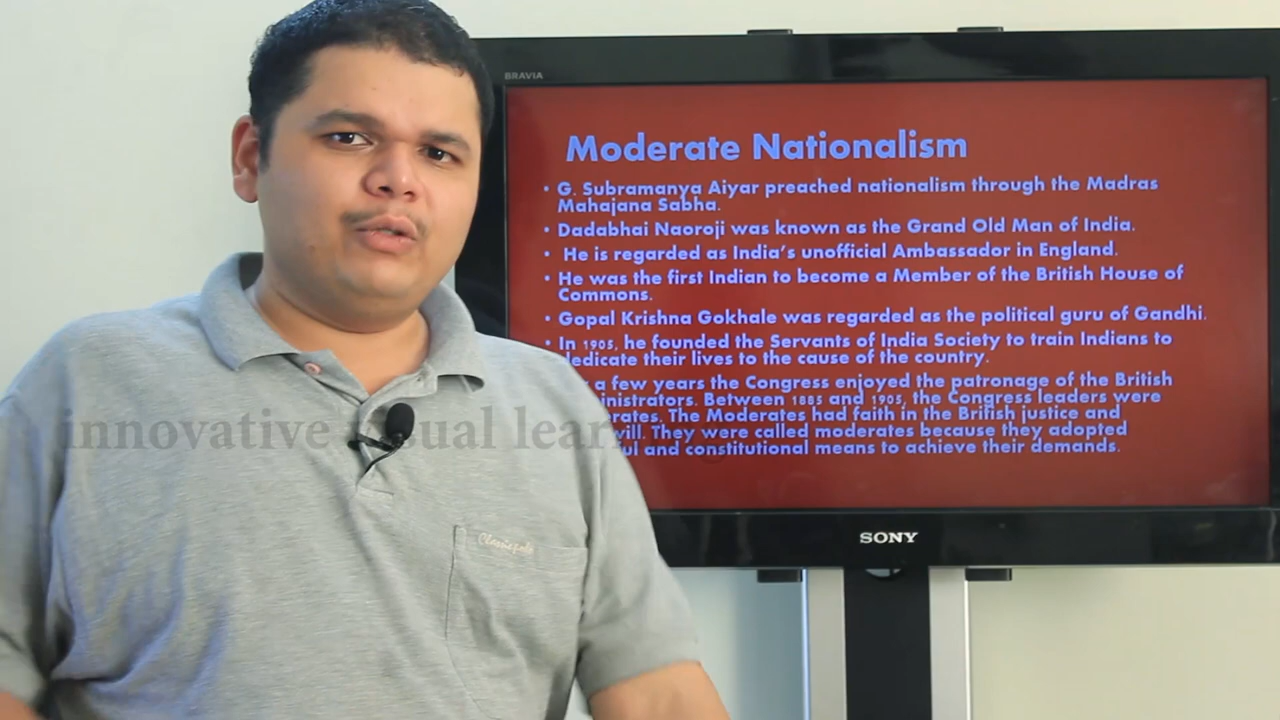 BRAVIA
Moderate Nationalism
• G. Subramanya Aiyar preached nationalism through the Madras
Mahajana Sabha.
• Dadabhai Naoroji was known as the Grand Old Man of India.
• He is regarded as India's unofficial Ambassador in England.
• He was the first Indian to become a Member of the British House of
Commons.
• Gopal Krishna Gokhale was regarded as the political guru of Gandhi.
• In 1905, he founded the Servants of India Society to train Indians to
dedicate their lives to the cause of the country.
a few years the Congress enjoyed the patronage of the British
Between 1885 and 1905, the Congress leaders were
The Moderates had faith in the British justice and
They were called moderates because they adopted
and constitutional means to achieve their demands.
innovative
SONY